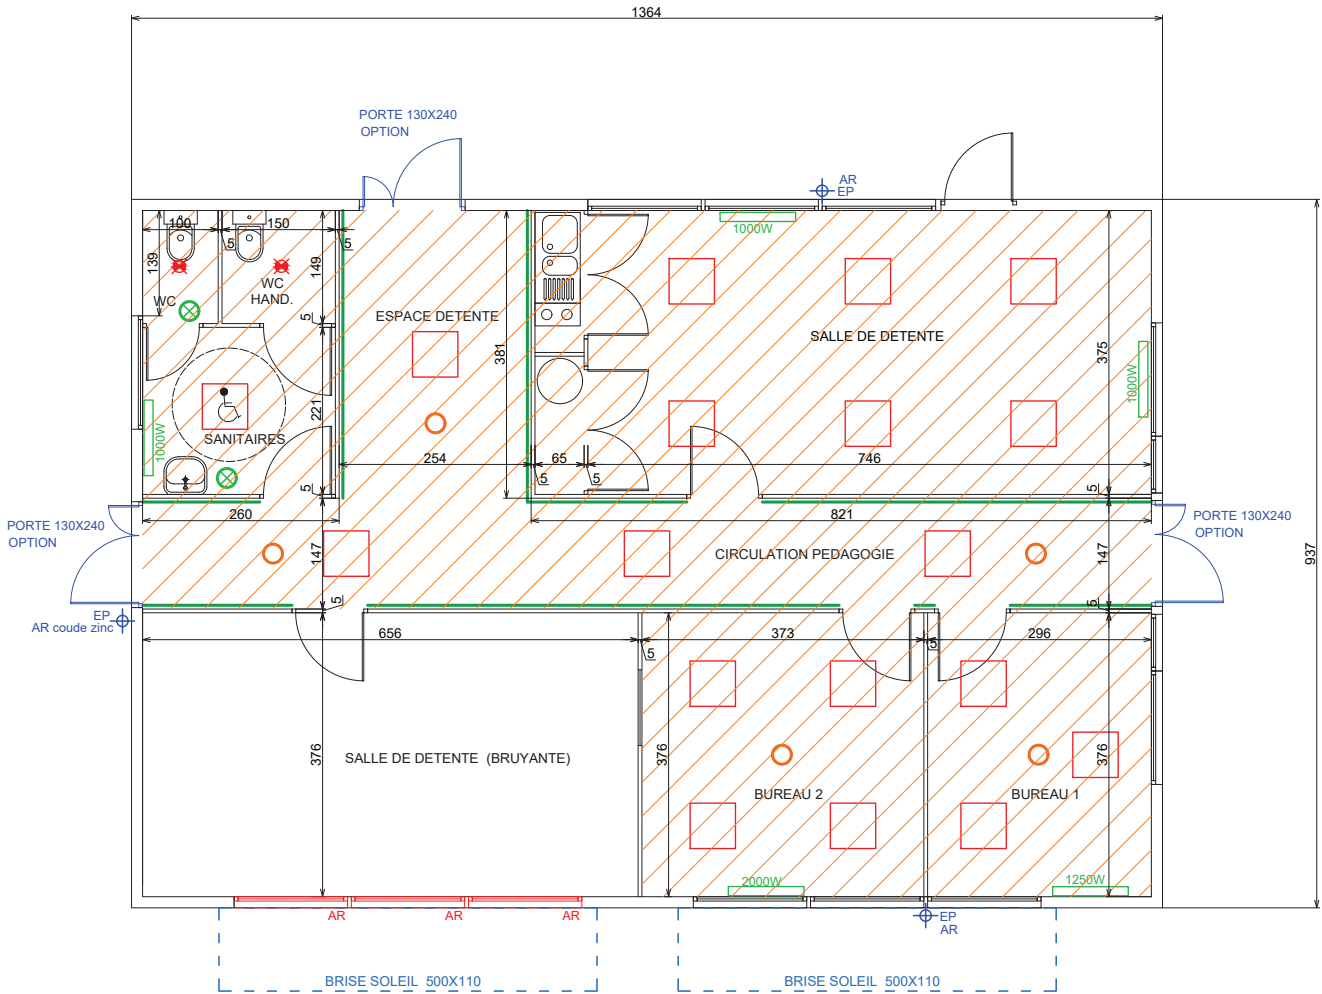 1364
PORTE 130X240
OPTION
AR
EP
100
150
1000W
5
5
139
149
WC
WC
HAND.
ESPACE DETENTE
5
SALLE DE DETENTE
381
375
1000W
221
1000W
SANITAIRES
254
65
746
5
5
5
5
260
821
PORTE 130X240
OPTION
PORTE 130X240
OPTION
147
CIRCULATION PEDAGOGIE
147
937
5
5
EP
AR coude zinc
656
373
296
5
5
376
SALLE DE DETENTE (BRUYANTE)
376
376
BUREAU 2
BUREAU 1
2000W
1250W
AR
AR
AR
EP
AR
BRISE SOLEIL 500X110
BRISE SOLEIL 500X110